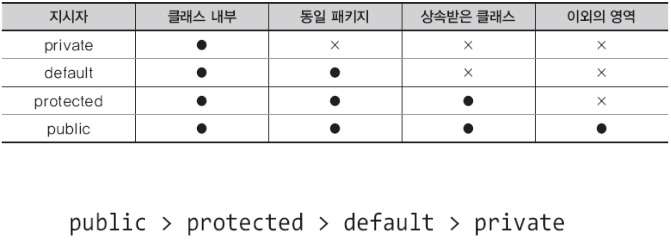 지시자 클래스 내부 동일 패키지 상속받은 클래스 이외의 영역
private ● × × ×
default ● ● × ×
protected ● ● ● ×
public ● ● ● ●
public > protected > default > private